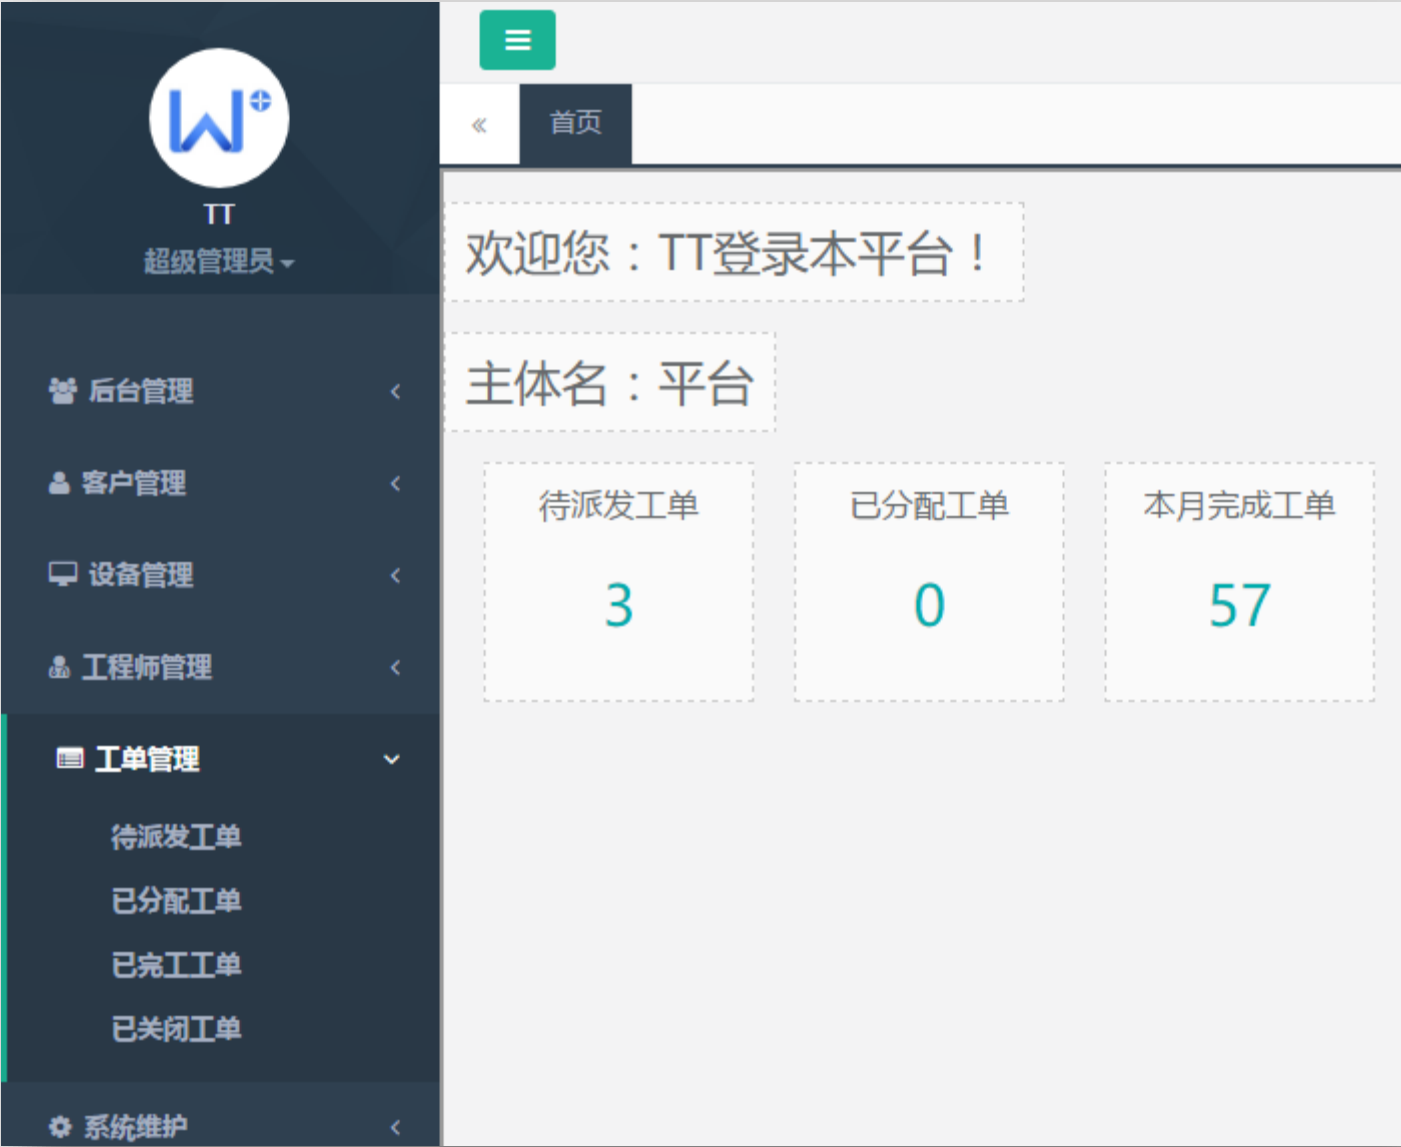 TT
超级管理员
后台管理
客户管理
设备管理
工程师管理
工单管理
待派发工单
已分配工单
已完工工单
已关闭工单
系统维护
首页
欢迎您：TT登录本平台！
主体名：平台
待派发工单
3
已分配工单
0
本月完成工单
57